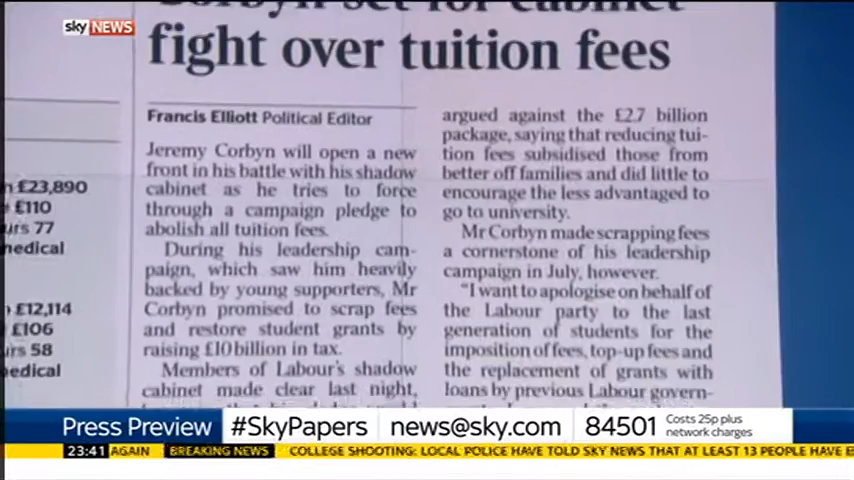 sky NEWS
fight over tuition fees
Francis Elliott Political Editor
Jeremy Corbyn will open a new
front in his battle with his shadow
cabinet as he tries to force
through a campaign pledge to
abolish all tuition fees.
During his leadership cam-
paign, which saw him heavily
backed by young supporters, Mr
Corbyn promised to scrap fees
and restore student grants by
raising £10 billion in tax.
Members of Labour's shadow
cabinet made clear last night,
argued against the £2.7 billion
package, saying that reducing tui-
tion fees subsidised those from
better off families and did little to
encourage the less advantaged to
go to university.
Mr Corbyn made scrapping fees
a cornerstone of his leadership
campaign in July, however.
"I want to apologise on behalf of
the Labour party to the last
generation of students for the
imposition of fees, top-up fees and
the replacement of grants with
loans by previous Labour govern-
£23,890
£110
77
medical
£12,114
£106
58
medical
Press Preview #SkyPapers news@sky.com 84501 Costs 25p plus
network charges
23:41 AGAIN BREAKING NEWS COLLEGE SHOOTING: LOCAL POLICE HAVE TOLD SKY NEWS THAT AT LEAST 13 PEOPLE HAVE